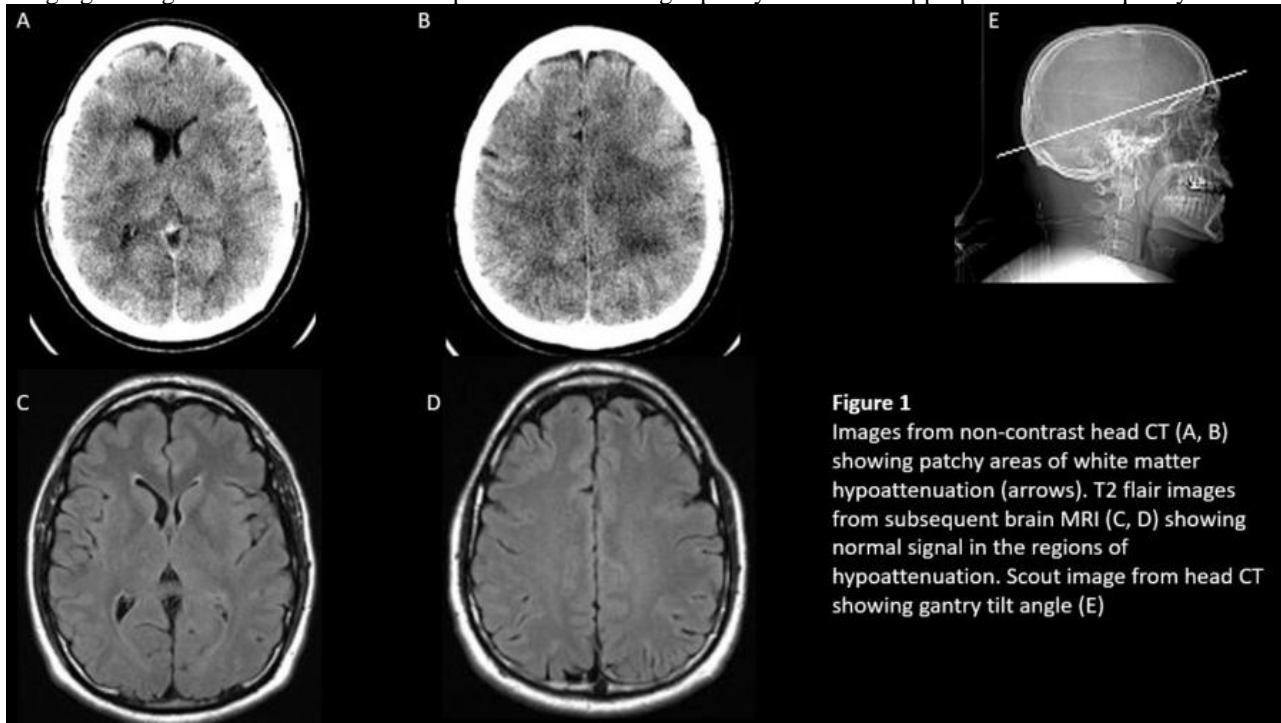 A
B
E
C
D
Figure 1
Images from non-contrast head CT (A, B)
showing patchy areas of white matter
hypoattenuation (arrows). T2 flair images
from subsequent brain MRI (C, D) showing
normal signal in the regions of
hypoattenuation. Scout image from head CT
showing gantry tilt angle (E)